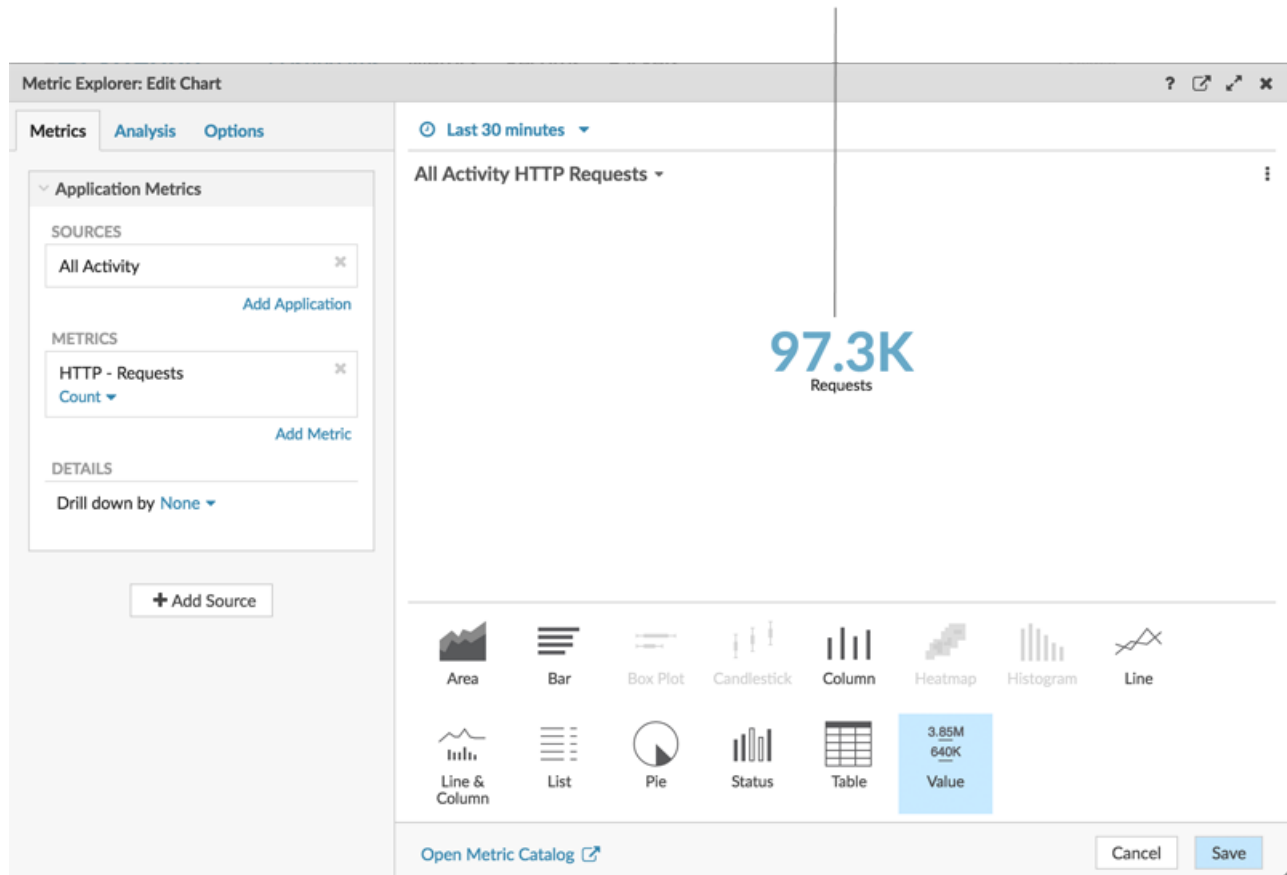 Metric Explorer: Edit Chart
?
Metrics Analysis Options
Last 30 minutes
Application Metrics
All Activity HTTP Requests
SOURCES
All Activity
Add Application
METRICS
HTTP - Requests
Count
Add Metric
DETAILS
Drill down by None
+ Add Source
97.3K
Requests
Area Bar Box Plot Candlestick Column Heatmap Histogram Line
3.85M
640K
Line &
Column
List Pie Status Table Value
Open Metric Catalog
Cancel Save